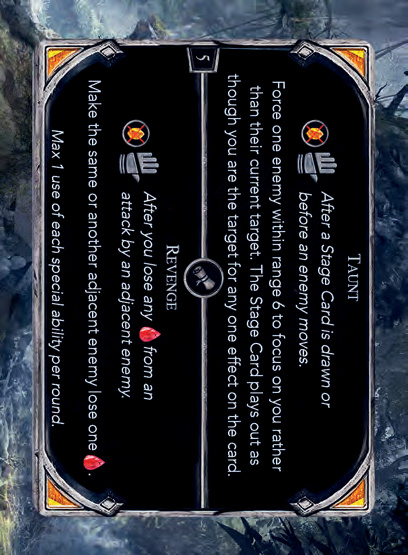 TAUNT
After a Stage Card is drawn or
before an enemy moves.
Force one enemy within range 6 to focus on you rather
than their current target. The Stage Card plays out as
though you are the target for any one effect on the card.
5
REVENGE
After you lose any from an
attack by an adjacent enemy.
Make the same or another adjacent enemy lose one .
Max 1 use of each special ability per round.